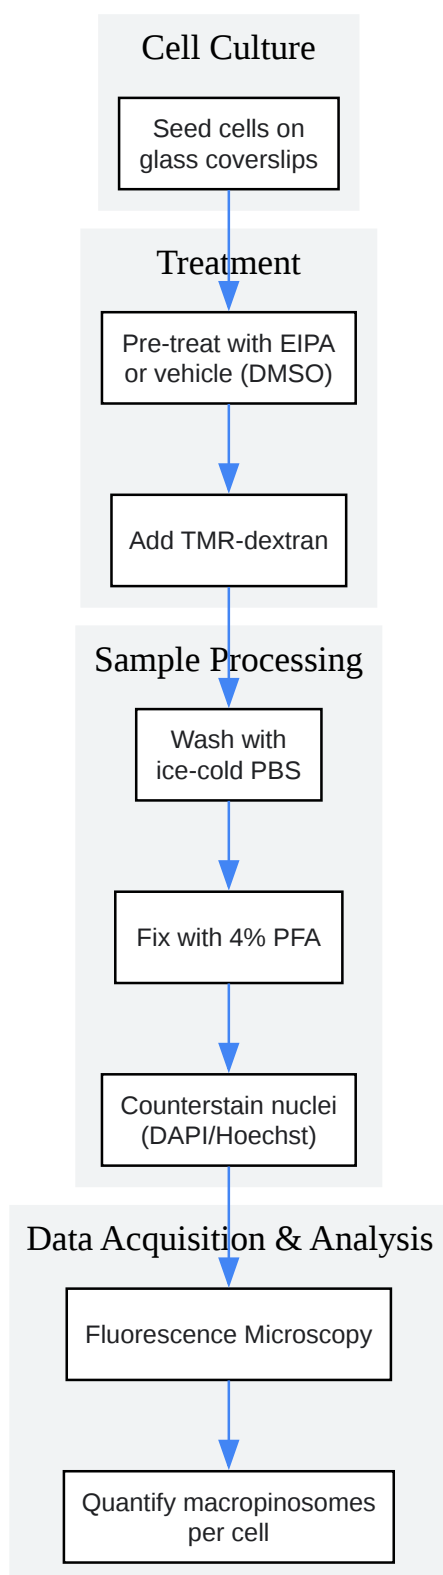 Cell Culture
Seed cells on
glass coverslips
Treatment
Pre-treat with EIPA
or vehicle (DMSO)
Add TMR-dextran
Sample Processing
Wash with
ice-cold PBS
Fix with 4% PFA
Counterstain nuclei
(DAPI/Hoechst)
Data Acquisition & Analysis
Fluorescence Microscopy
Quantify macropinosomes
per cell